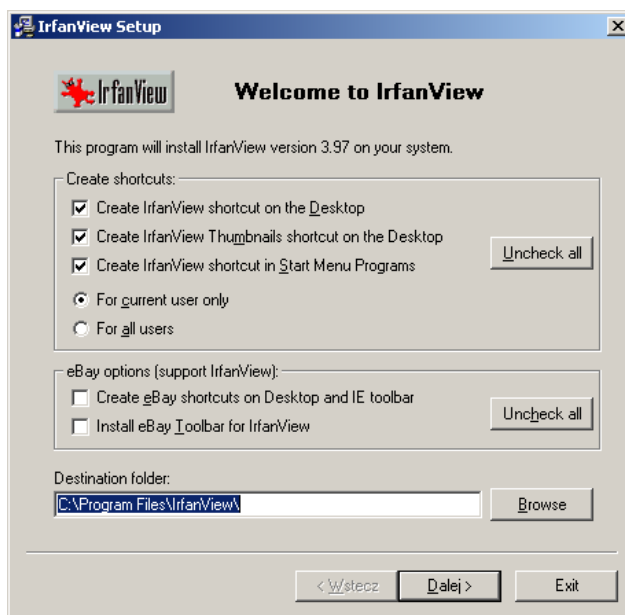 IrfanView Setup
IrfanView
Welcome to IrfanView
This program will install IrfanView version 3.97 on your system.
Create shortcuts:
Create IrfanView shortcut on the Desktop
Create IrfanView Thumbnails shortcut on the Desktop
Create IrfanView shortcut in Start Menu Programs
Uncheck all
For current user only
For all users
eBay options (support IrfanView):
Create eBay shortcuts on Desktop and IE toolbar
Install eBay Toolbar for IrfanView
Uncheck all
Destination folder:
C:\Program Files\IrfanView\
Browse
< Wstecz
Dalej >
Exit